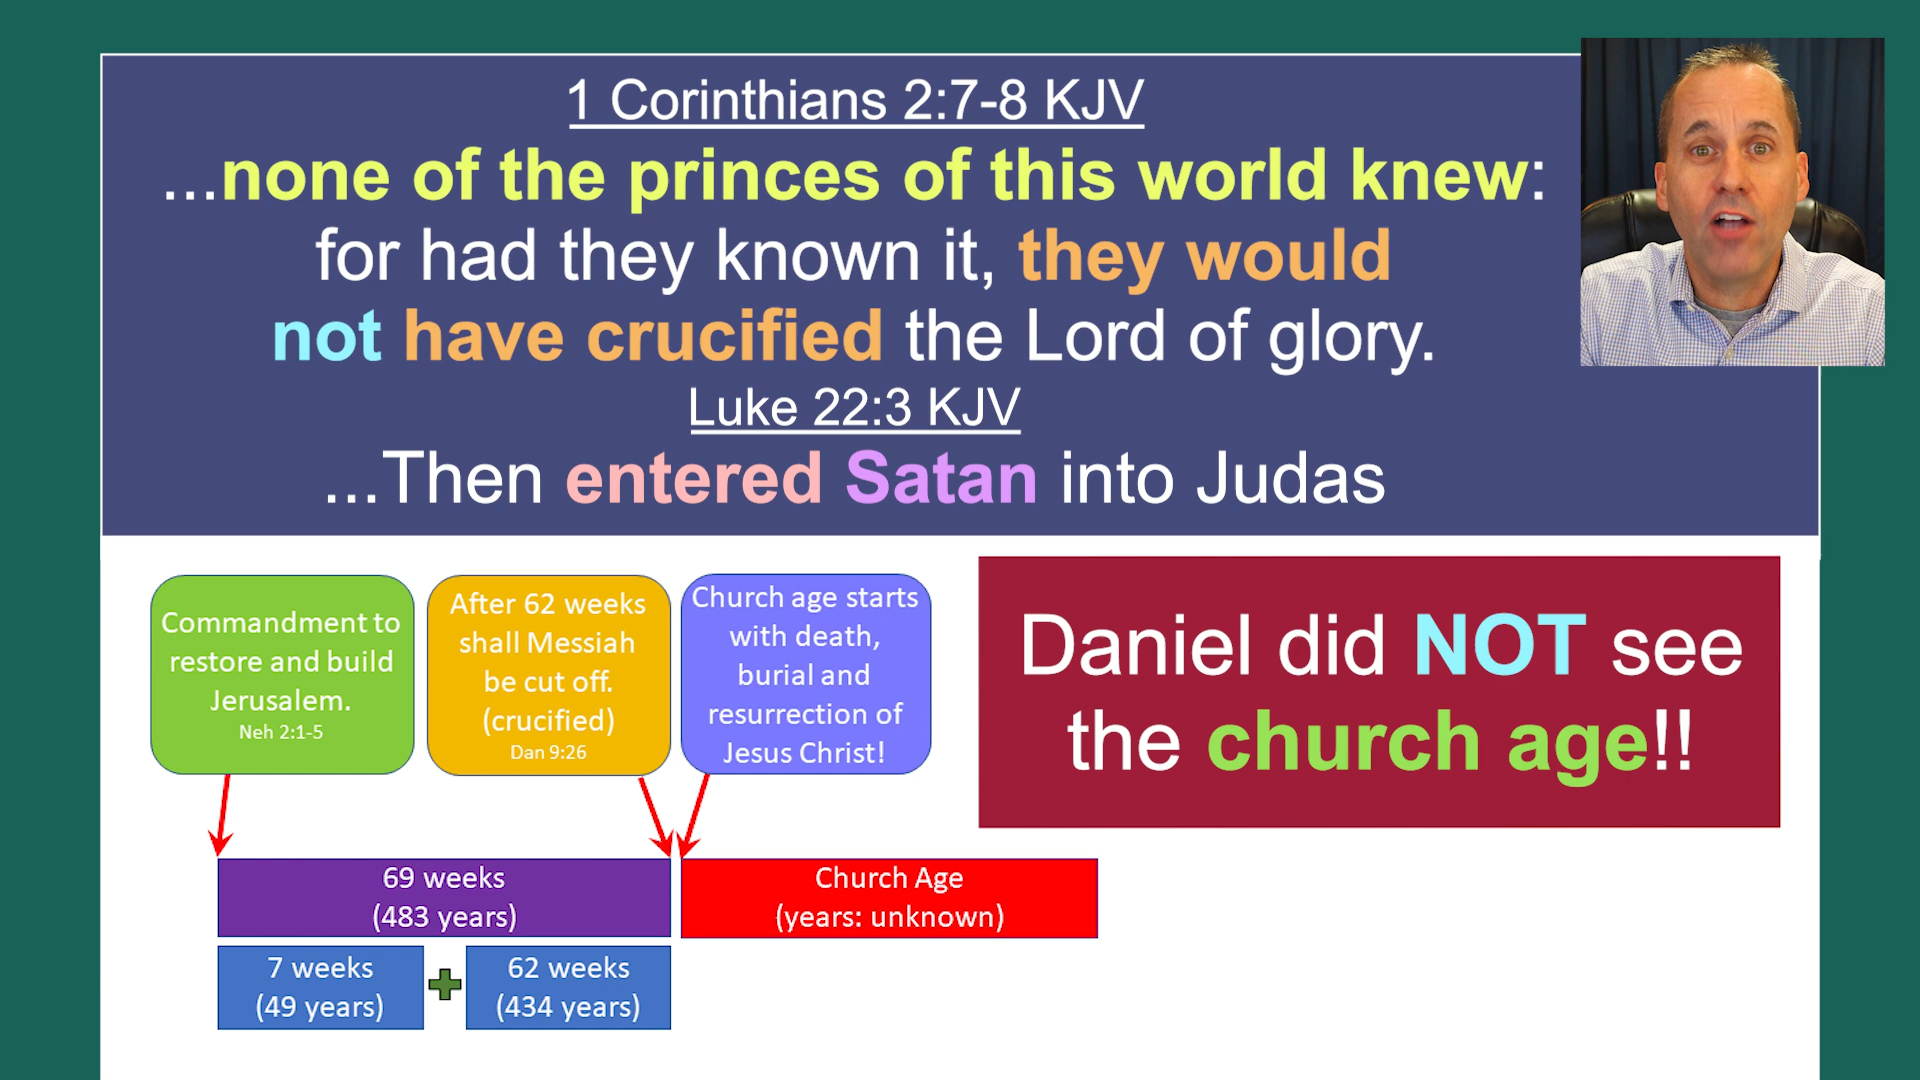 1 Corinthians 2:7-8 KJV
...none of the princes of this world knew:
for had they known it, they would
not have crucified the Lord of glory.
Luke 22:3 KJV
...Then entered Satan into Judas
Commandment to
restore and build
Jerusalem.
Neh 2:1-5
After 62 weeks
shall Messiah
be cut off.
(crucified)
Dan 9:26
Church age starts
with death,
burial and
resurrection of
Jesus Christ!
Daniel did NOT see
the church age!!
69 weeks
(483 years)
Church Age
(years: unknown)
7 weeks
(49 years)
62 weeks
(434 years)